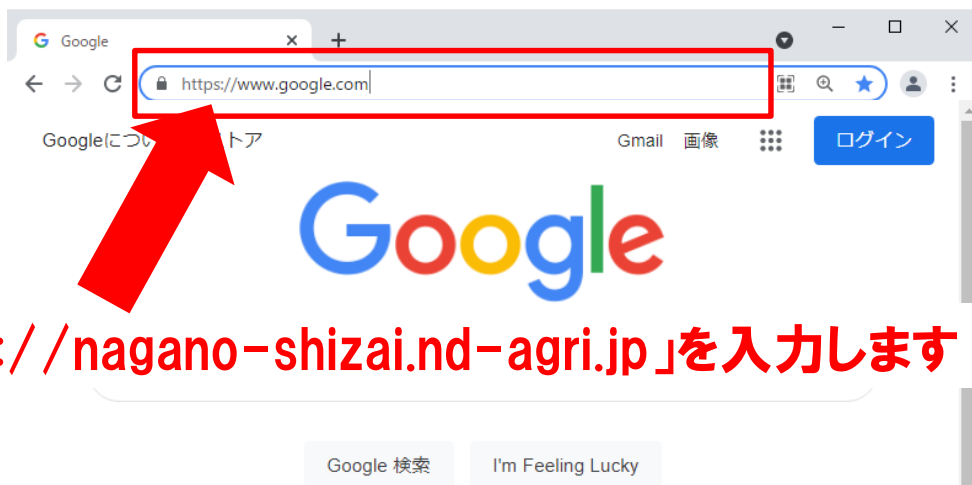 Google
https://www.google.com
Googleについて ストア
Gmail 画像
ログイン
Google
://nagano-shizai.nd-agri.jp」を入力します
Google 検索
I'm Feeling Lucky